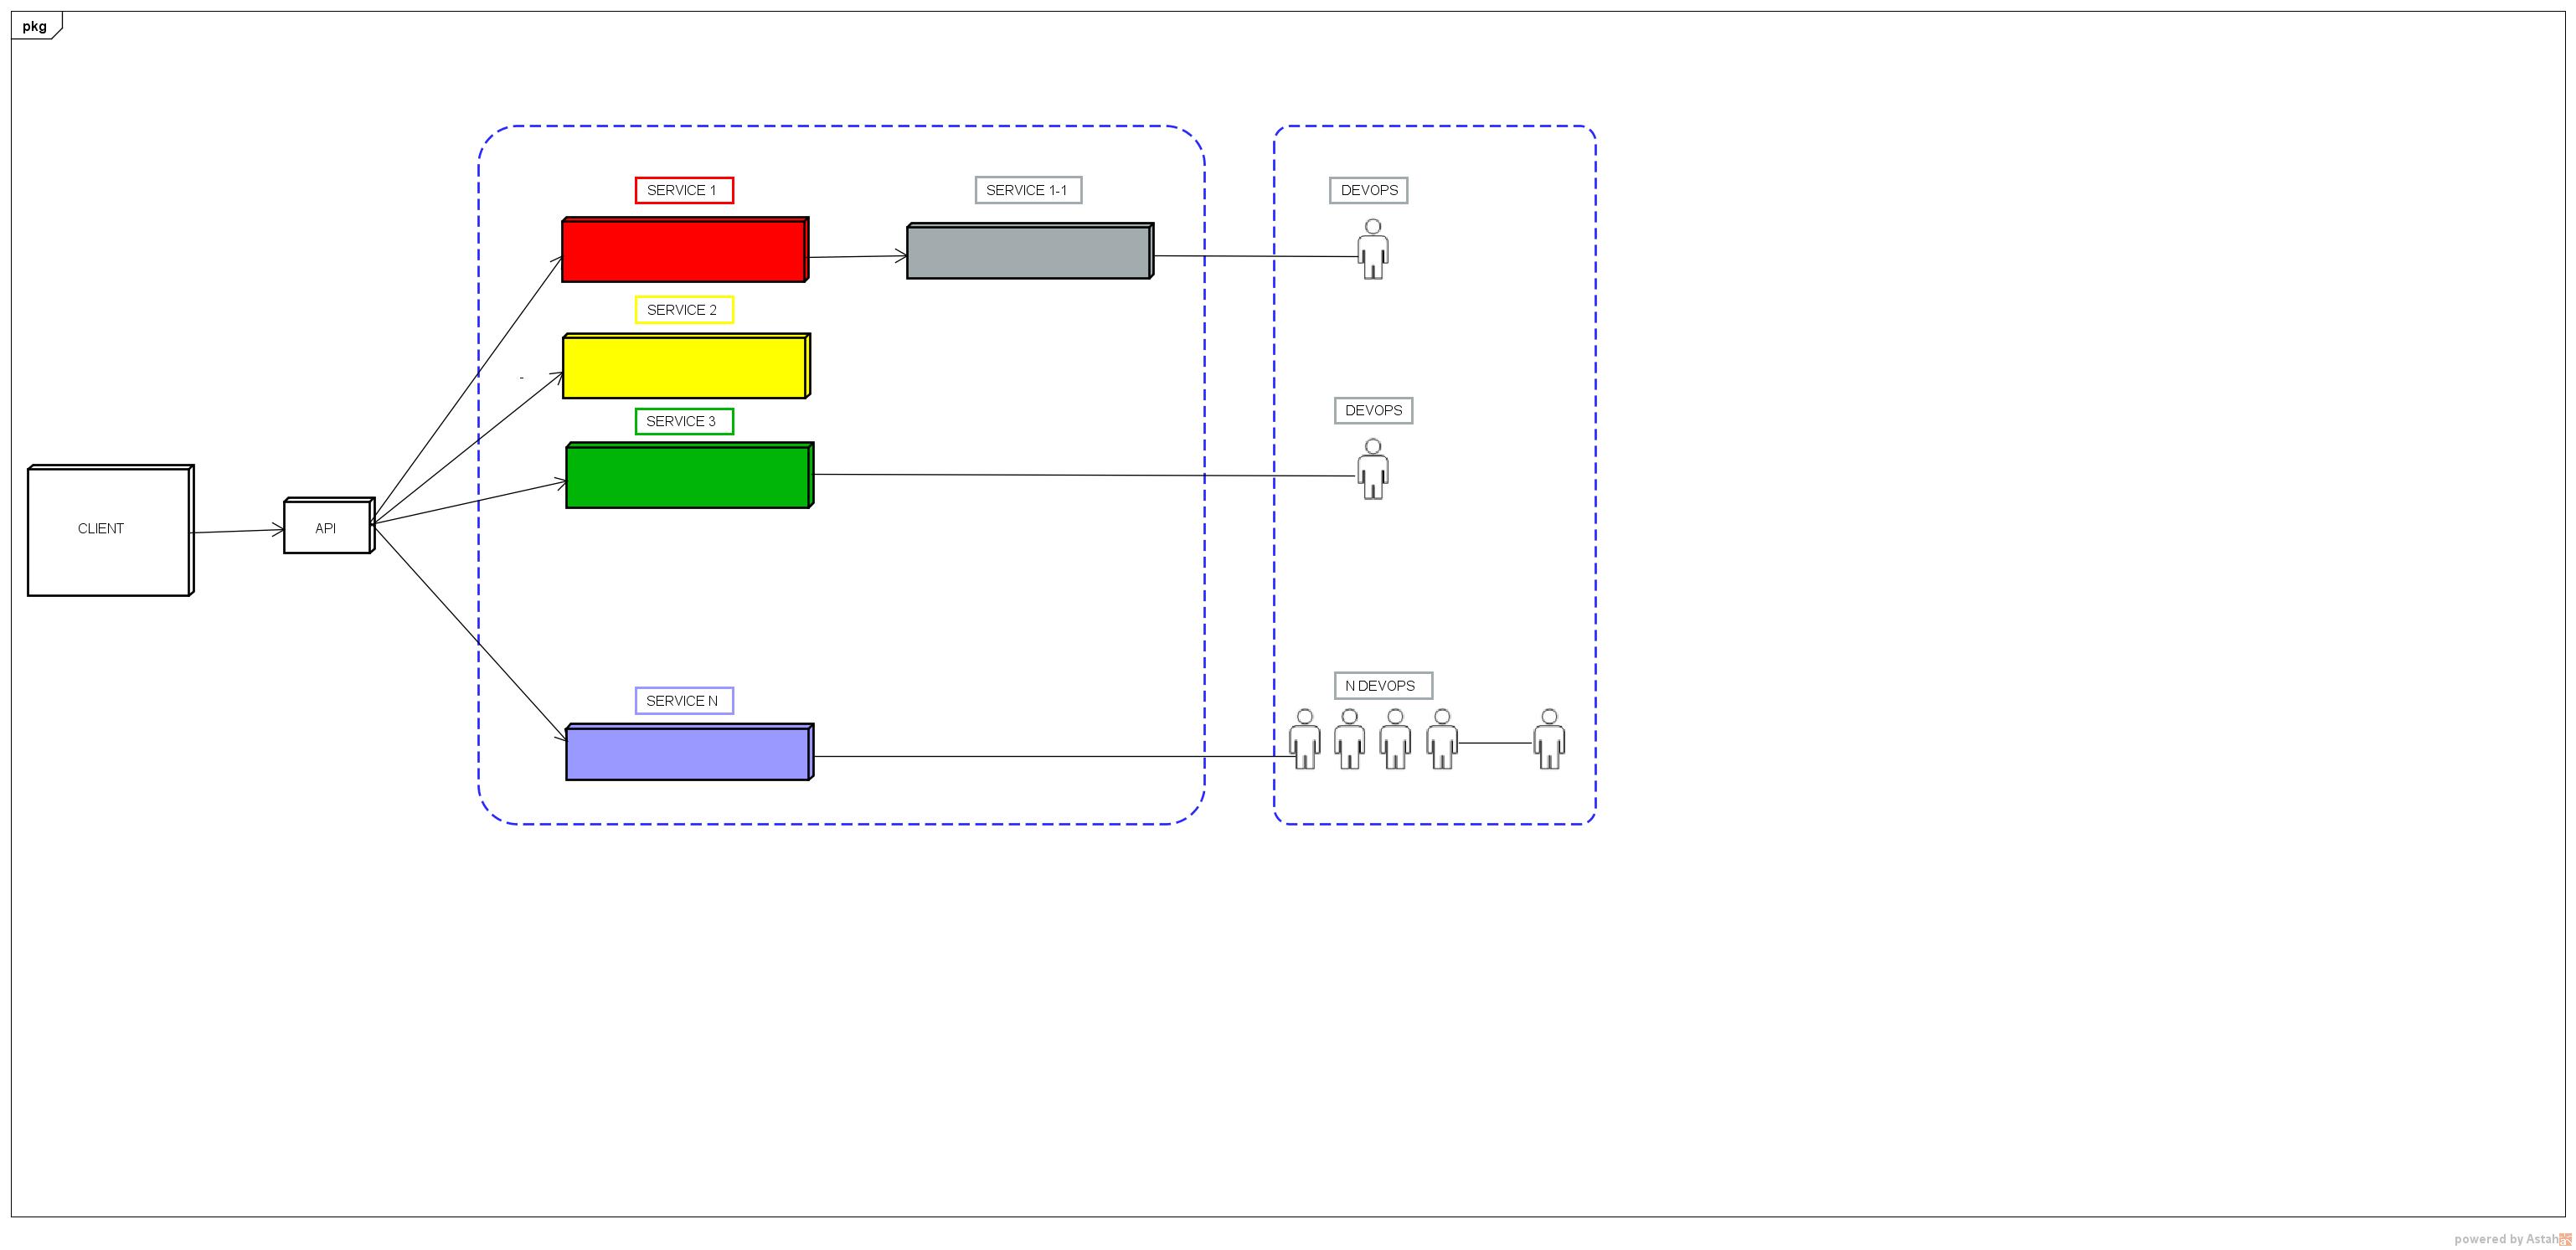 pkg
SERVICE 1
SERVICE 1-1
DEVOPS
SERVICE 2
-
DEVOPS
SERVICE 3
CLIENT
API
N DEVOPS
SERVICE N
powered by Astah